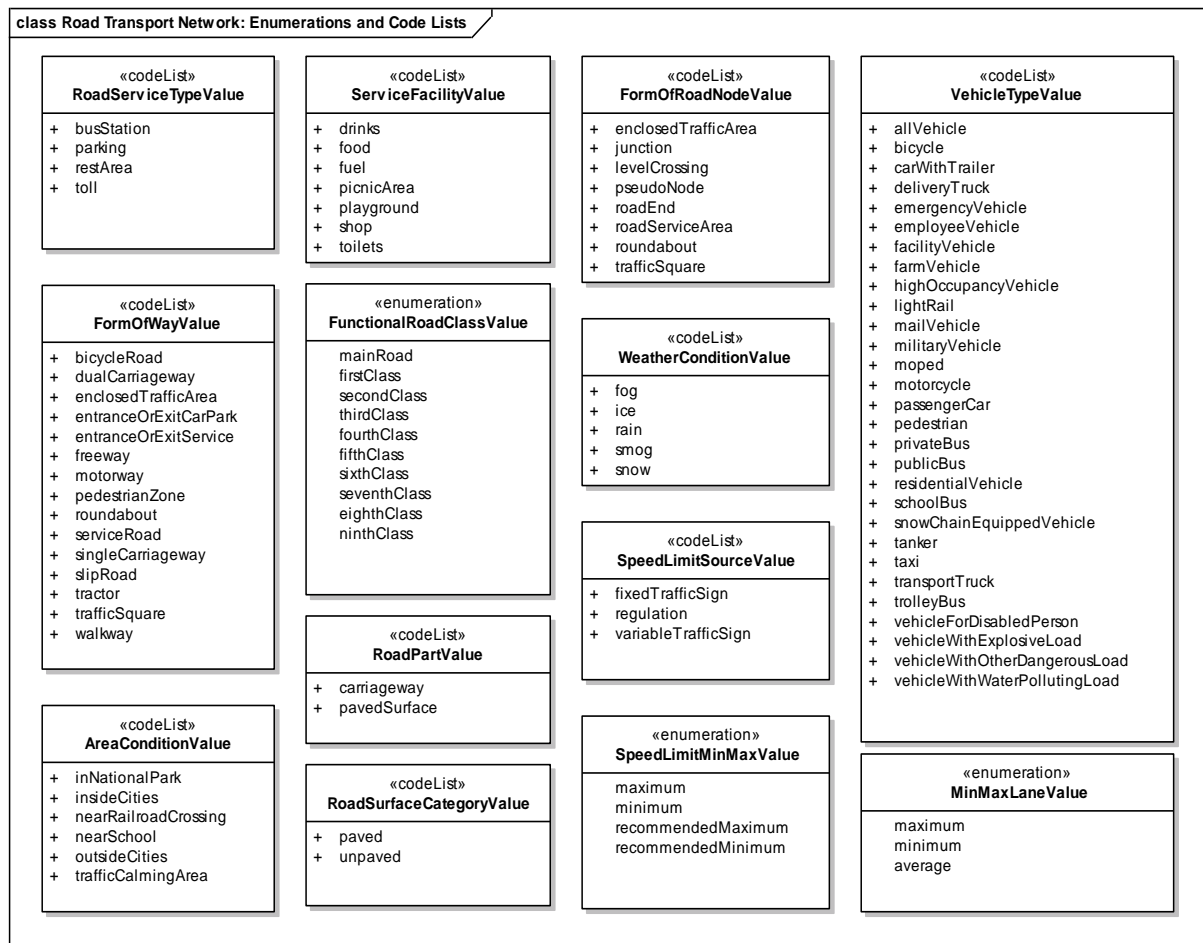 class Road Transport Network: Enumerations and Code Lists
«codeList»
RoadServiceTypeValue
+ busStation
+ parking
+ restArea
+ toll
«codeList»
FormOfWayValue
+ bicycleRoad
+ dualCarriageway
+ enclosedTrafficArea
+ entranceOrExitCarPark
+ entranceOrExitService
+ freeway
+ motorway
+ pedestrianZone
+ roundabout
+ serviceRoad
+ singleCarriageway
+ slipRoad
+ tractor
+ trafficSquare
+ walkway
«codeList»
AreaConditionValue
+ inNationalPark
+ insideCities
+ nearRailroadCrossing
+ nearSchool
+ outsideCities
+ trafficCalmingArea
«codeList»
ServiceFacilityValue
+ drinks
+ food
+ fuel
+ picnicArea
+ playground
+ shop
+ toilets
«enumeration»
FunctionalRoadClassValue
mainRoad
firstClass
secondClass
thirdClass
fourthClass
fifthClass
sixthClass
seventhClass
eighthClass
ninthClass
«codeList»
RoadPartValue
+ carriageway
+ pavedSurface
«codeList»
RoadSurfaceCategoryValue
+ paved
+ unpaved
«codeList»
FormOfRoadNodeValue
+ enclosedTrafficArea
+ junction
+ levelCrossing
+ pseudoNode
+ roadEnd
+ roadServiceArea
+ roundabout
+ trafficSquare
«codeList»
WeatherConditionValue
+ fog
+ ice
+ rain
+ smog
+ snow
«codeList»
SpeedLimitSourceValue
+ fixedTrafficSign
+ regulation
+ variableTrafficSign
«enumeration»
SpeedLimitMinMaxValue
maximum
minimum
recommendedMaximum
recommendedMinimum
«codeList»
VehicleTypeValue
+ allVehicle
+ bicycle
+ carWithTrailer
+ deliveryTruck
+ emergencyVehicle
+ employeeVehicle
+ facilityVehicle
+ farmVehicle
+ highOccupancyVehicle
+ lightRail
+ mailVehicle
+ militaryVehicle
+ moped
+ motorcycle
+ passengerCar
+ pedestrian
+ privateBus
+ publicBus
+ residentialVehicle
+ schoolBus
+ snowChainEquippedVehicle
+ tanker
+ taxi
+ transportTruck
+ trolleyBus
+ vehicleForDisabledPerson
+ vehicleWithExplosiveLoad
+ vehicleWithOtherDangerousLoad
+ vehicleWithWaterPollutingLoad
«enumeration»
MinMaxLaneValue
maximum
minimum
average